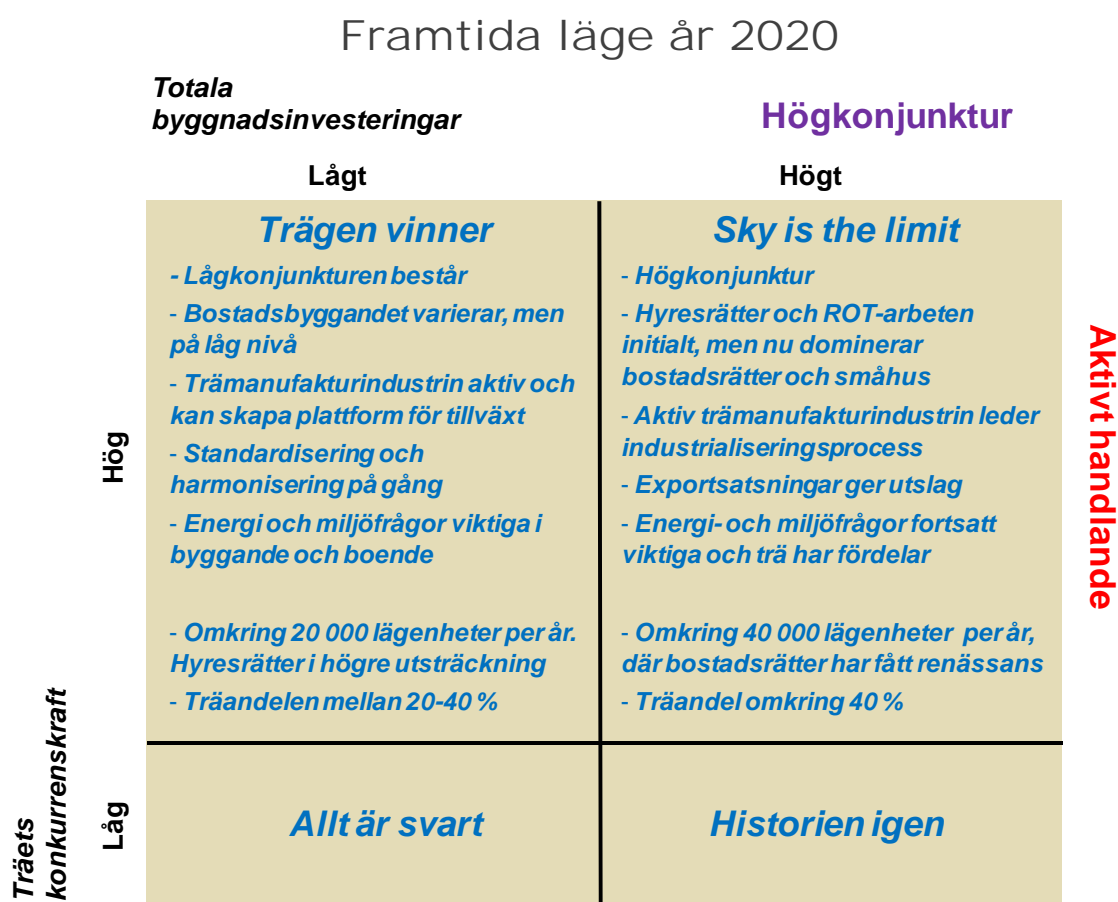 Framtida läge år 2020
Totala
byggnadsinvesteringar
Högkonjunktur
Lågt
Högt
Trägen vinner
- Lågkonjunkturen består
- Bostadsbyggandet varierar, men
på låg nivå
- Trämanufakturindustrin aktiv och
kan skapa plattform för tillväxt
- Standardisering och
harmonisering på gång
- Energi och miljöfrågor viktiga i
byggande och boende
- Omkring 20 000 lägenheter per år.
Hyresrätter i högre utsträckning
- Träandelen mellan 20-40 %
Sky is the limit
- Högkonjunktur
- Hyresrätter och ROT-arbeten
initialt, men nu dominerar
bostadsrätter och småhus
- Aktiv trämanufakturindustrin leder
industrialiseringsprocess
- Exportsatsningar ger utslag
- Energi- och miljöfrågor fortsatt
viktiga och trä har fördelar
- Omkring 40 000 lägenheter per år,
där bostadsrätter har fått renässans
- Träandel omkring 40 %
Aktivt handlande
Hög
Träets
konkurrenskraft
Låg
Allt är svart
Historien igen